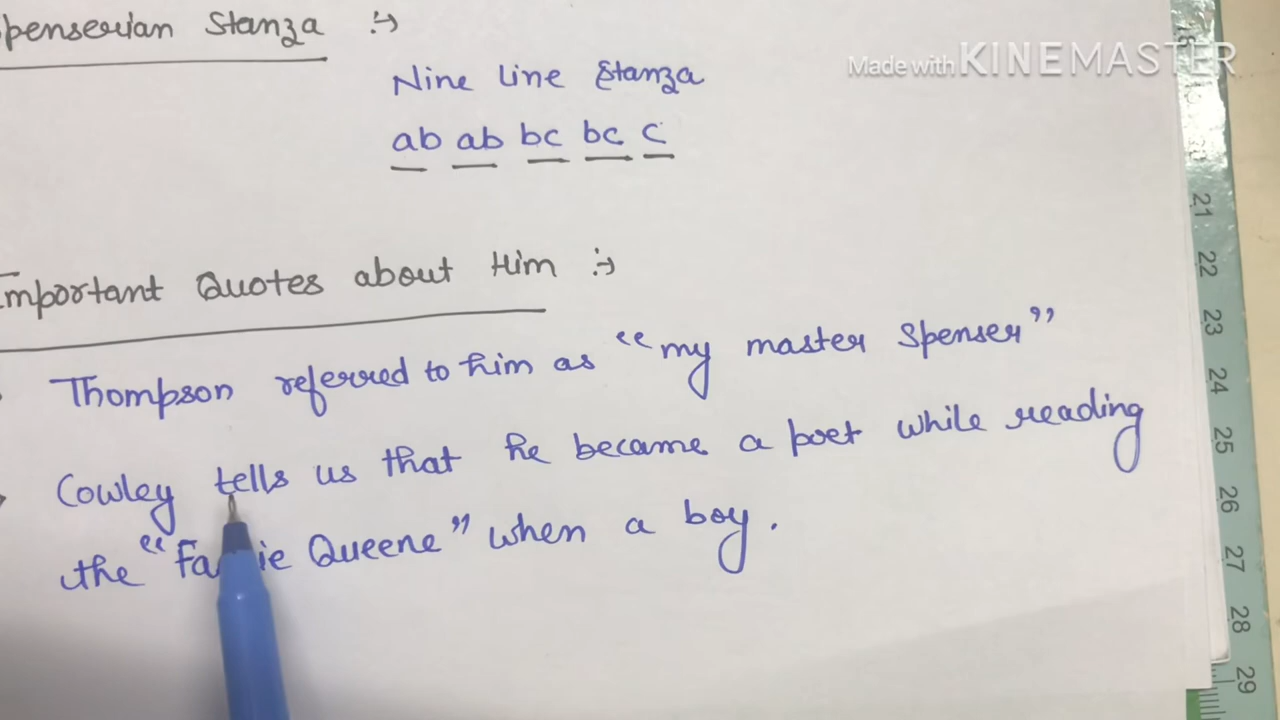 penserian Stanza :→
Made with KINEMASTER
Nine Line Stanza
ab ab bc bc c
Important Quotes about Him :→
Thompson referred to him as "my master Spenser"
Cowley tells us that he became a poet while reading
the "Fa ie Queene" when a boy.
21
22
23
24
25
26
27
28
29